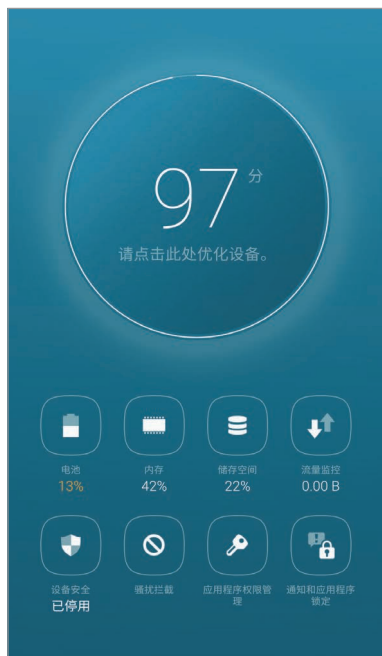 97 分
请点击此处优化设备。
电池 内存 储存空间 流量监控
13% 42% 22% 0.00 B
设备安全 骚扰拦截 应用程序权限管 通知和应用程序
已停用 理 锁定